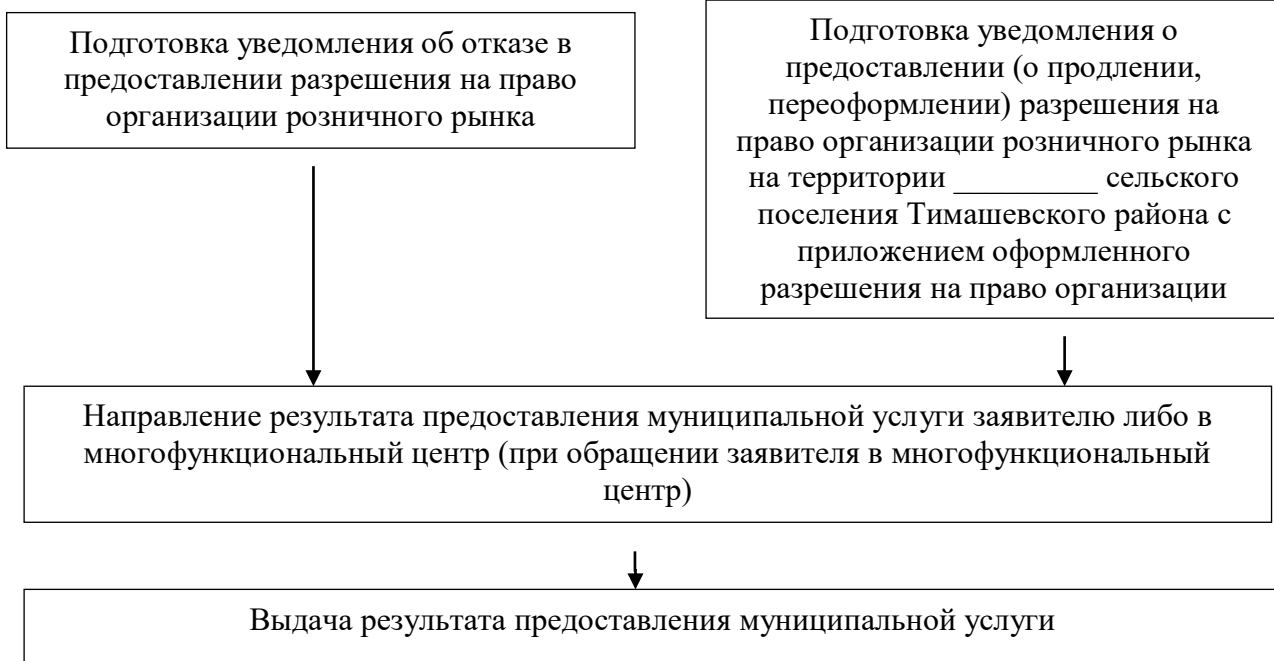 Подготовка уведомления об отказе в
предоставлении разрешения на право
организации розничного рынка
Подготовка уведомления о
предоставлении (о продлении,
переоформлении) разрешения на
право организации розничного рынка
на территории _________ сельского
поселения Тимашевского района с
приложением оформленного
разрешения на право организации
Направление результата предоставления муниципальной услуги заявителю либо в
многофункциональный центр (при обращении заявителя в многофункциональный
центр)
Выдача результата предоставления муниципальной услуги